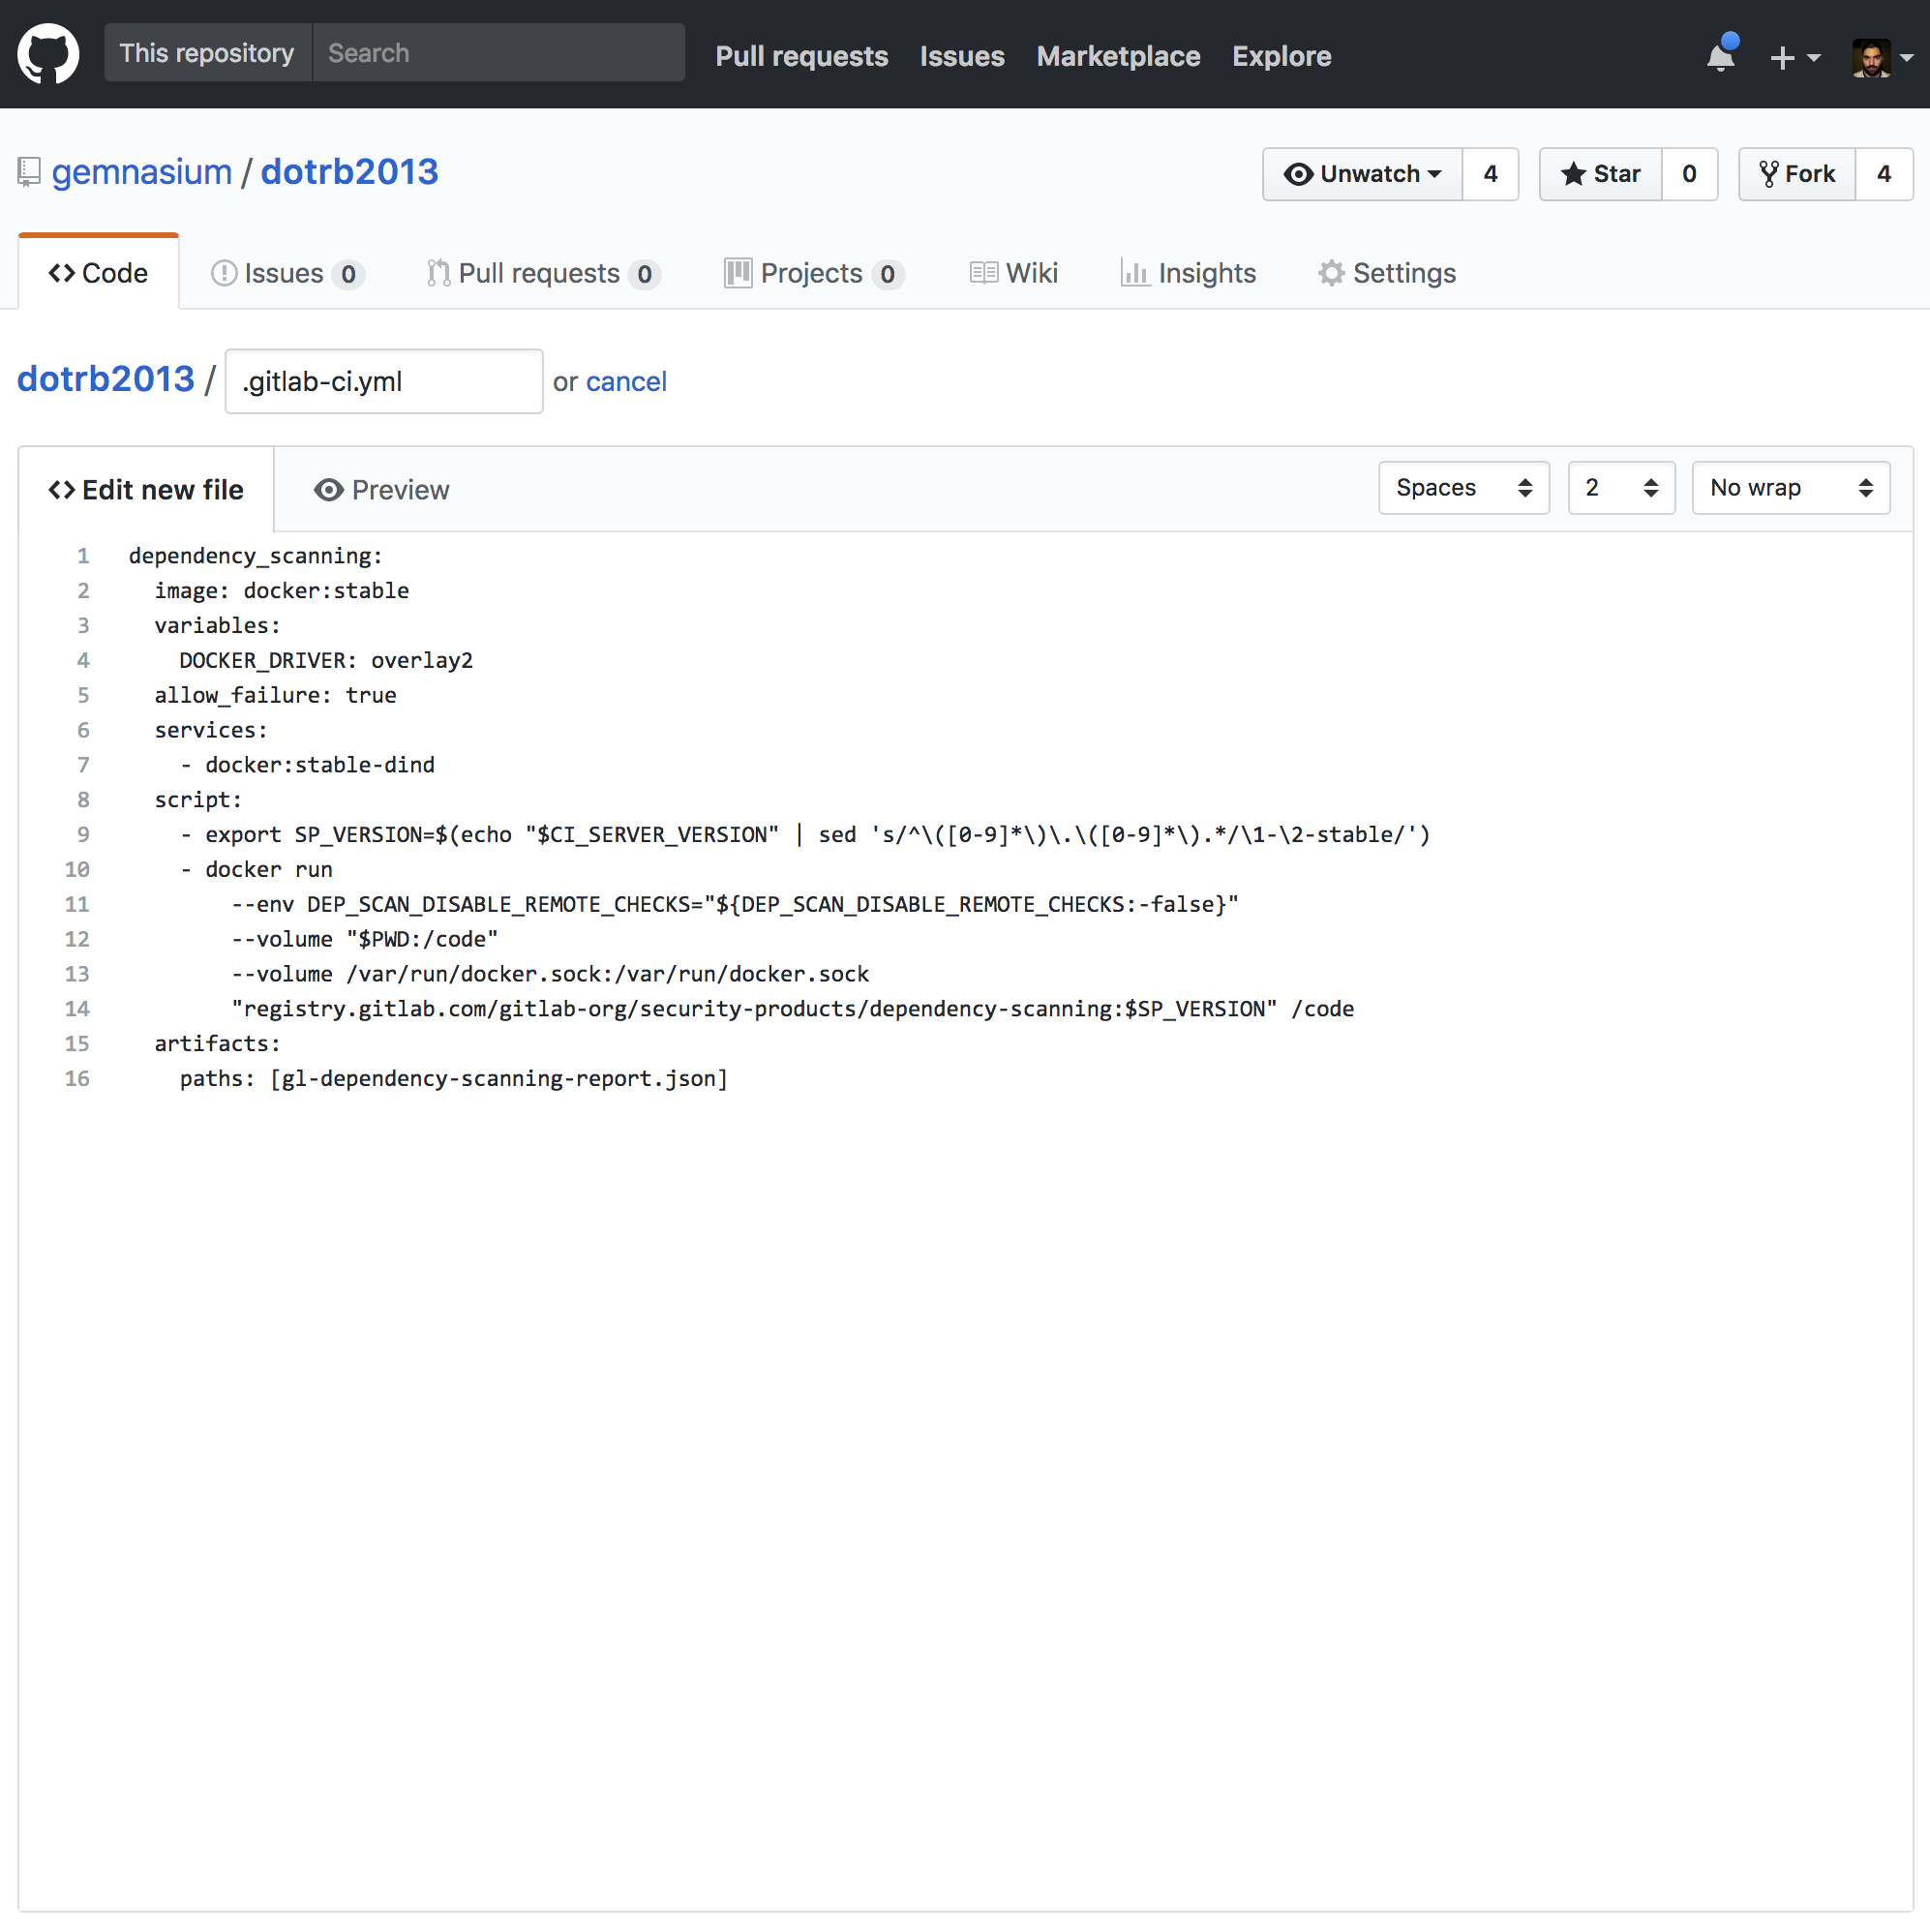 This repository Search Pull requests Issues Marketplace Explore
gemnasium / dotrb2013 Unwatch 4 Star 0 Fork 4
Code Issues 0 Pull requests 0 Projects 0 Wiki Insights Settings
dotrb2013 / .gitlab-ci.yml or cancel
Edit new file Preview Spaces 2 No wrap
1 dependency_scanning:
2 image: docker:stable
3 variables:
4 DOCKER_DRIVER: overlay2
5 allow_failure: true
6 services:
7 - docker:stable-dind
8 script:
9 - export SP_VERSION=$(echo "$CI_SERVER_VERSION" | sed 's/^\([0-9]*\)\.\([0-9]*\).*/\1-\2-stable/')
10 - docker run
11 --env DEP_SCAN_DISABLE_REMOTE_CHECKS="${DEP_SCAN_DISABLE_REMOTE_CHECKS:-false}"
12 --volume "$PWD:/code"
13 --volume /var/run/docker.sock:/var/run/docker.sock
14 "registry.gitlab.com/gitlab-org/security-products/dependency-scanning:$SP_VERSION" /code
15 artifacts:
16 paths: [gl-dependency-scanning-report.json]